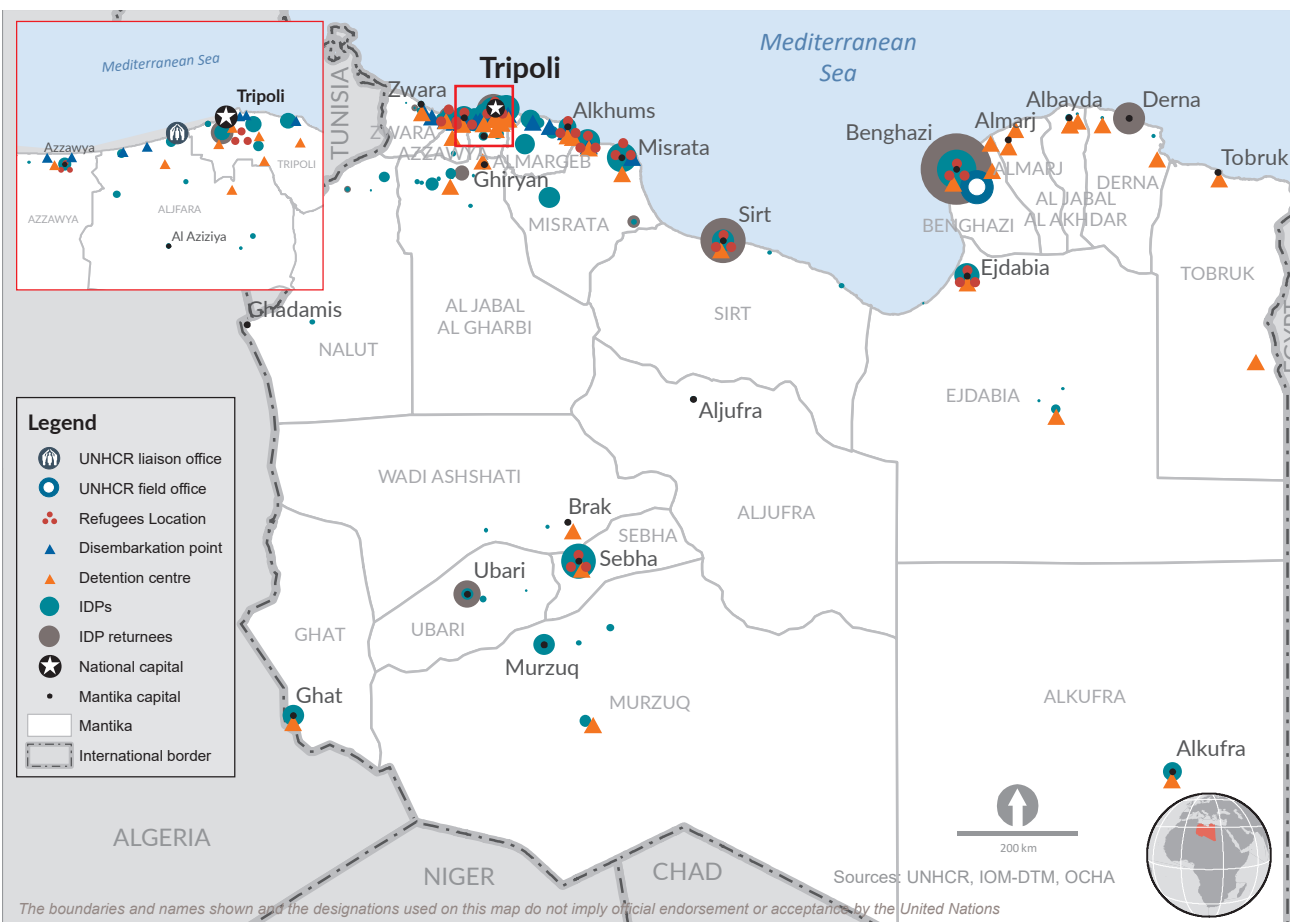 Mediterranean Sea
Tripoli
Azzawya
TRIPOLI
AZZAWYA
ALJFARA
Al Aziziya
Mediterranean
Sea
Tripoli
TUNISIA
Zwara
ZWARA
AZZAWYA
Alkhums
ALMARGEB
Misrata
Ghiryan
MISRATA
Sirt
SIRT
Benghazi
BENGHAZI
Almarj
ALMARJ
Albayda
AL JABAL
AL AKHDAR
Derna
DERNA
Tobruk
TOBRUK
EGYPT
Ejdabia
EJDABIA
Ghadamis
NALUT
AL JABAL
AL GHARBI
Aljufra
ALJUFRA
WADI ASHSHATI
Brak
SEBHA
Sebha
Ubari
UBARI
GHAT
Ghat
Murzuq
MURZUQ
ALKUFRA
Alkufra
ALGERIA
NIGER
CHAD
Legend
UNHCR liaison office
UNHCR field office
Refugees Location
Disembarkation point
Detention centre
IDPs
IDP returnees
National capital
Mantika capital
Mantika
International border
200 km
Sources: UNHCR, IOM-DTM, OCHA
The boundaries and names shown and the designations used on this map do not imply official endorsement or acceptance by the United Nations